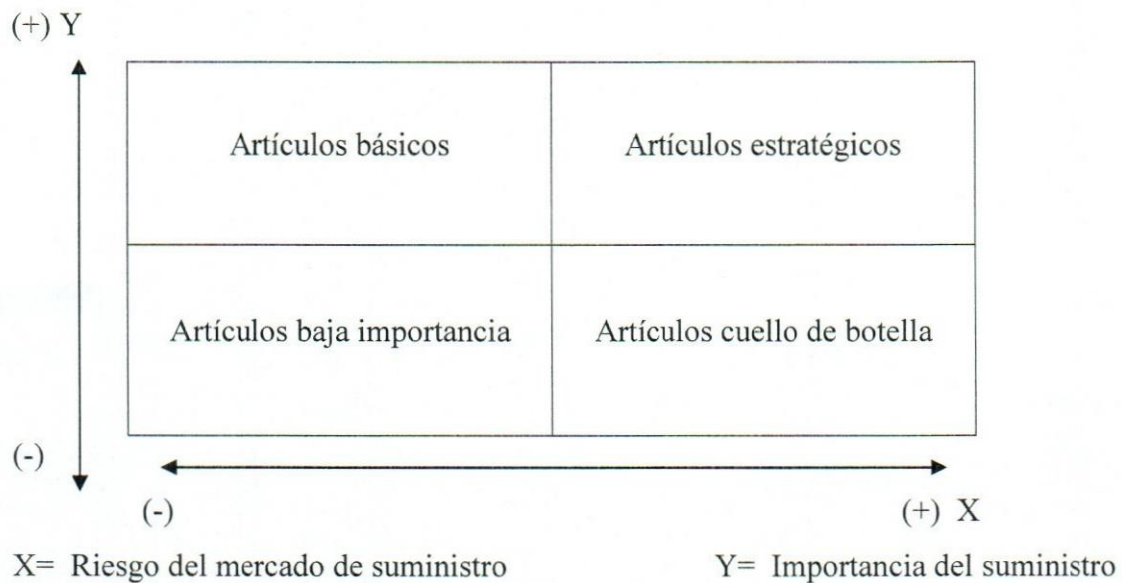 (+) Y
Artículos básicos
Artículos estratégicos
Artículos baja importancia
Artículos cuello de botella
(-)
(-)
(+) X
X= Riesgo del mercado de suministro
Y= Importancia del suministro